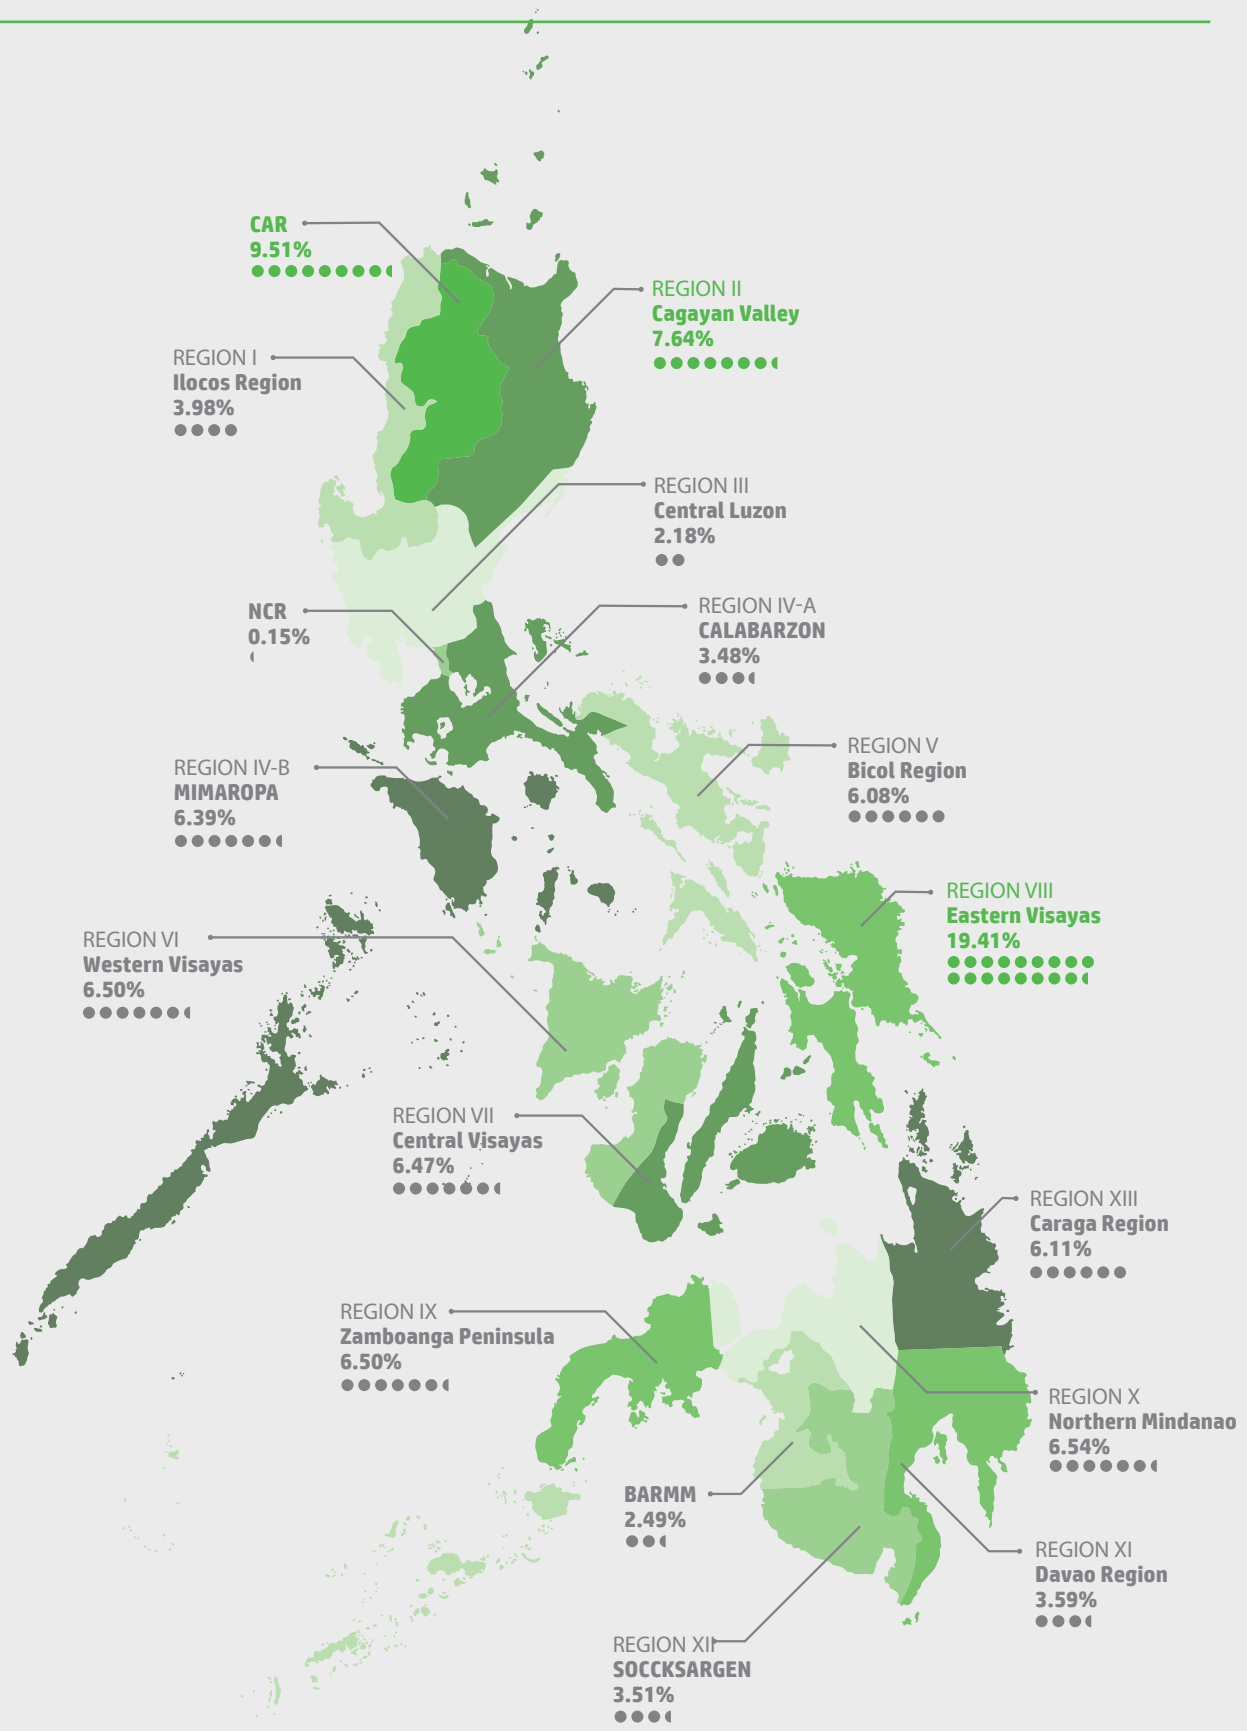 CAR
9.51%
REGION II
Cagayan Valley
7.64%
REGION I
Ilocos Region
3.98%
REGION III
Central Luzon
2.18%
NCR
0.15%
REGION IV-A
CALABARZON
3.48%
REGION IV-B
MIMAROPA
6.39%
REGION V
Bicol Region
6.08%
REGION VIII
Eastern Visayas
19.41%
REGION VI
Western Visayas
6.50%
REGION VII
Central Visayas
6.47%
REGION XIII
Caraga Region
6.11%
REGION IX
Zamboanga Peninsula
6.50%
REGION X
Northern Mindanao
6.54%
BARMM
2.49%
REGION XI
Davao Region
3.59%
REGION XII
SOCCKSARGEN
3.51%